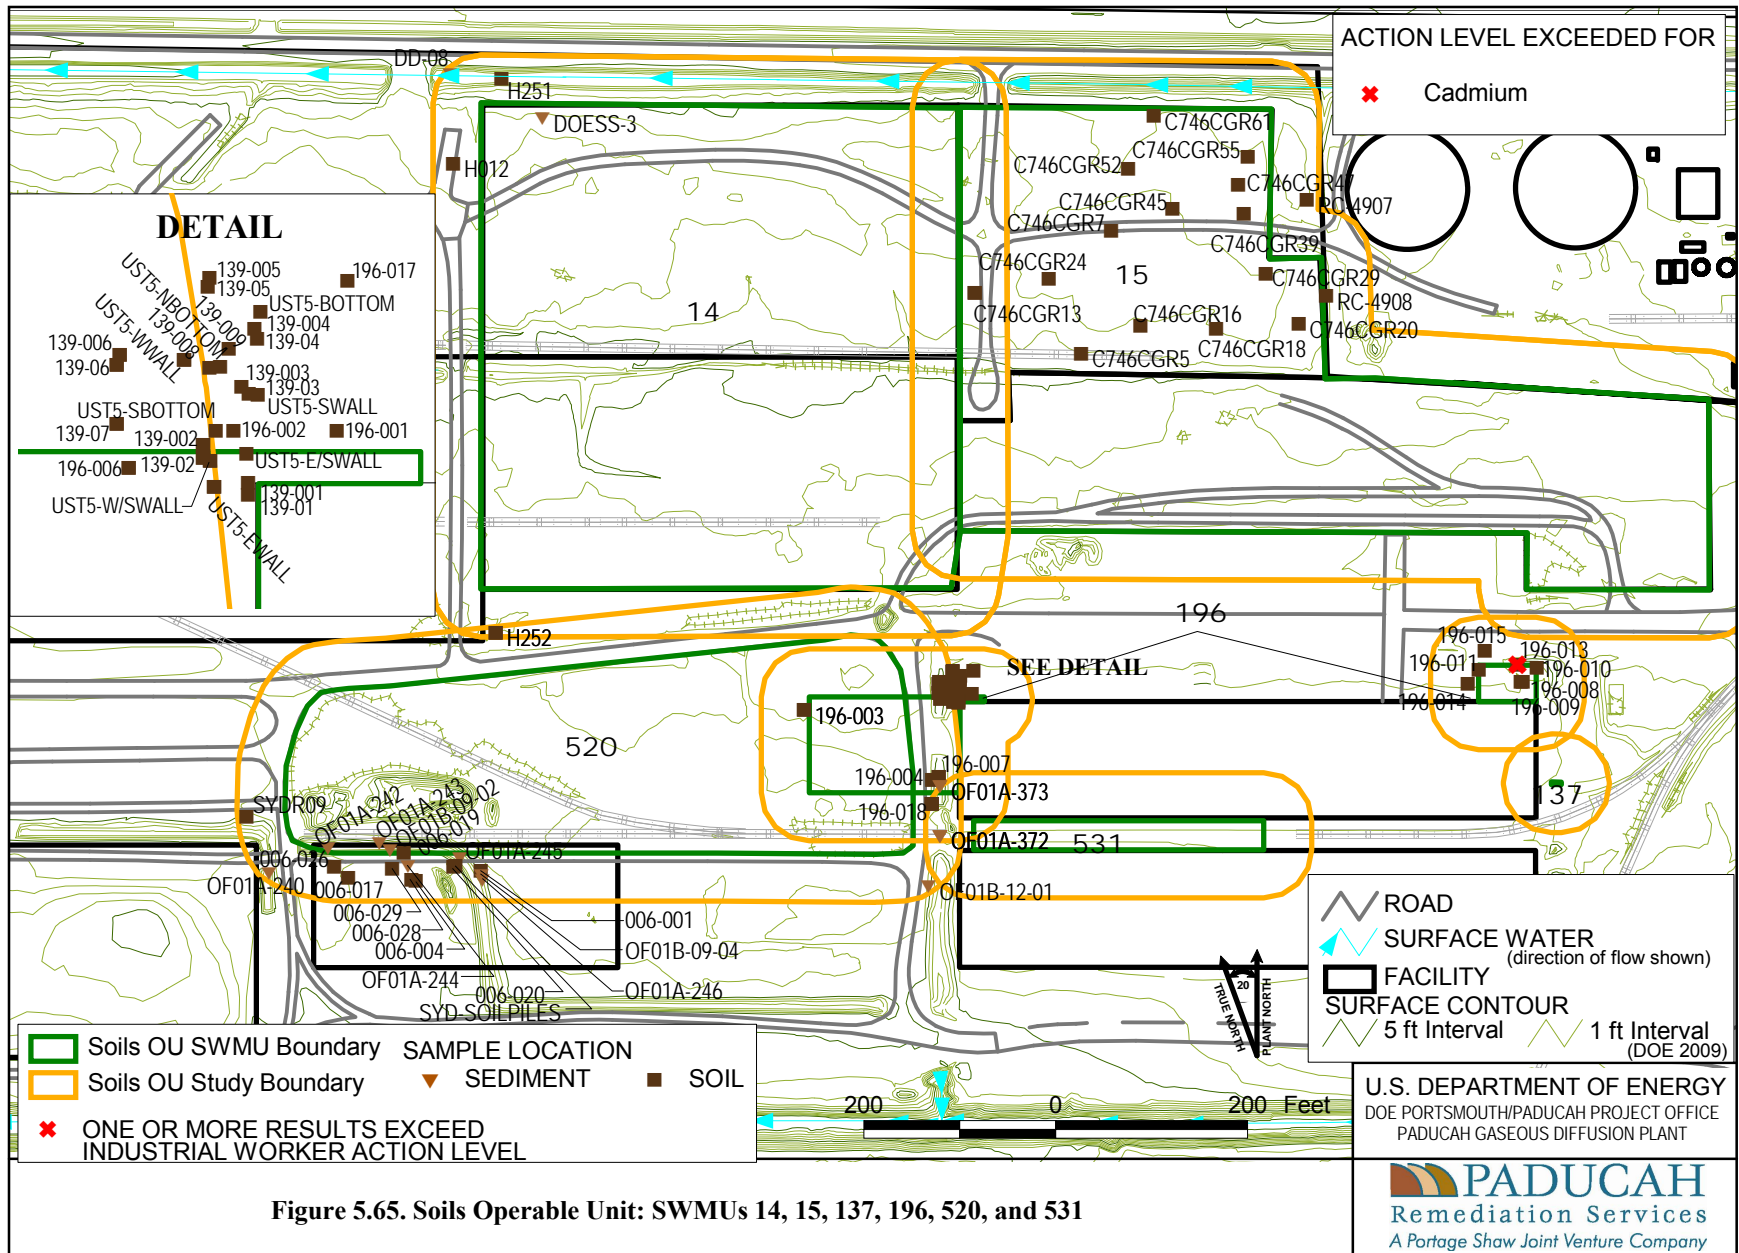 ACTION LEVEL EXCEEDED FOR
Cadmium
DD-08
H251
DOESS-3
H012
C746CGR61
C746CGR55
C746CGR52
C746CGR47
RC-4907
C746CGR45
C746CGR7
C746CGR39
C746CGR24
15
C746CGR29
RC-4908
C746CGR13
C746CGR16
C746CGR20
C746CGR18
C746CGR5
14
DETAIL
139-005
139-05
196-017
UST5-NBOTTOM
UST5-BOTTOM
139-009
139-004
139-04
139-008
UST5-WWALL
139-006
139-06
139-003
139-03
UST5-SBOTTOM
UST5-SWALL
139-07
139-002
196-002
196-001
196-006
139-02
UST5-E/SWALL
139-001
139-01
UST5-W/SWALL
UST5-EWALL
196
H252
SEE DETAIL
196-003
520
196-015
196-013
196-011
196-010
196-008
196-014
196-009
196-007
196-004
OF01A-373
196-018
137
SYDR09
OF01A-242
OF01A-243
OF01B-09-02
006-019
OF01A-245
OF01A-372
531
006-026
OF01A-240
006-017
OF01B-12-01
006-029
006-001
006-028
006-004
OF01B-09-04
OF01A-244
006-020
OF01A-246
SYD-SOILPILES
20
TRUE NORTH
PLANT NORTH
ROAD
SURFACE WATER
(direction of flow shown)
FACILITY
SURFACE CONTOUR
5 ft Interval
1 ft Interval
(DOE 2009)
Soils OU SWMU Boundary
Soils OU Study Boundary
SAMPLE LOCATION
SEDIMENT
SOIL
ONE OR MORE RESULTS EXCEED
INDUSTRIAL WORKER ACTION LEVEL
200 0 200 Feet
U.S. DEPARTMENT OF ENERGY
DOE PORTSMOUTH/PADUCAH PROJECT OFFICE
PADUCAH GASEOUS DIFFUSION PLANT
PADUCAH
Remediation Services
A Portage Shaw Joint Venture Company
Figure 5.65. Soils Operable Unit: SWMUs 14, 15, 137, 196, 520, and 531